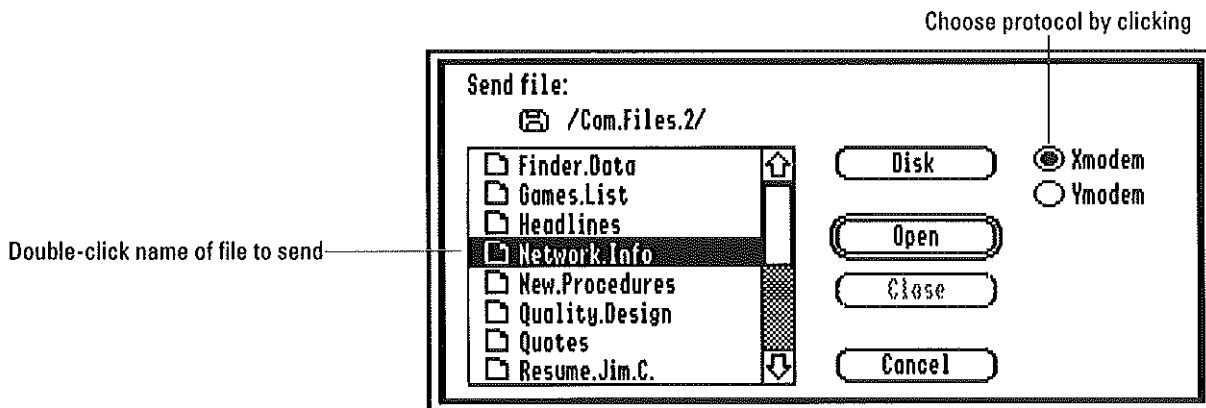 Choose protocol by clicking
Send file:
/Com.Files.2/
Finder.Data
Games.List
Headlines
Network.Info
New.Procedures
Quality.Design
Quotes
Resume.Jim.C.
Disk
Open
Close
Cancel
Xmodem
Ymodem
Double-click name of file to send